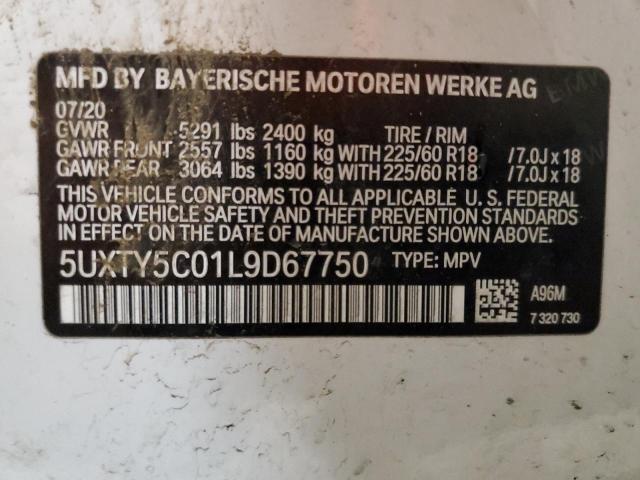 MFD BY BAYERISCHE MOTOREN WERKE AG
07/20
GVWR 5291 lbs 2400 kg TIRE / RIM
GAWR FRONT 2557 lbs 1160 kg WITH 225/60 R18 / 7.0J x 18
GAWR REAR 3064 lbs 1390 kg WITH 225/60 R18 / 7.0J x 18
THIS VEHICLE CONFORMS TO ALL APPLICABLE U.S. FEDERAL
MOTOR VEHICLE SAFETY AND THEFT PREVENTION STANDARDS
IN EFFECT ON THE DATE OF MANUFACTURE SHOWN ABOVE.
5UXTY5C01L9D67750 TYPE: MPV
A96M
7 320 730